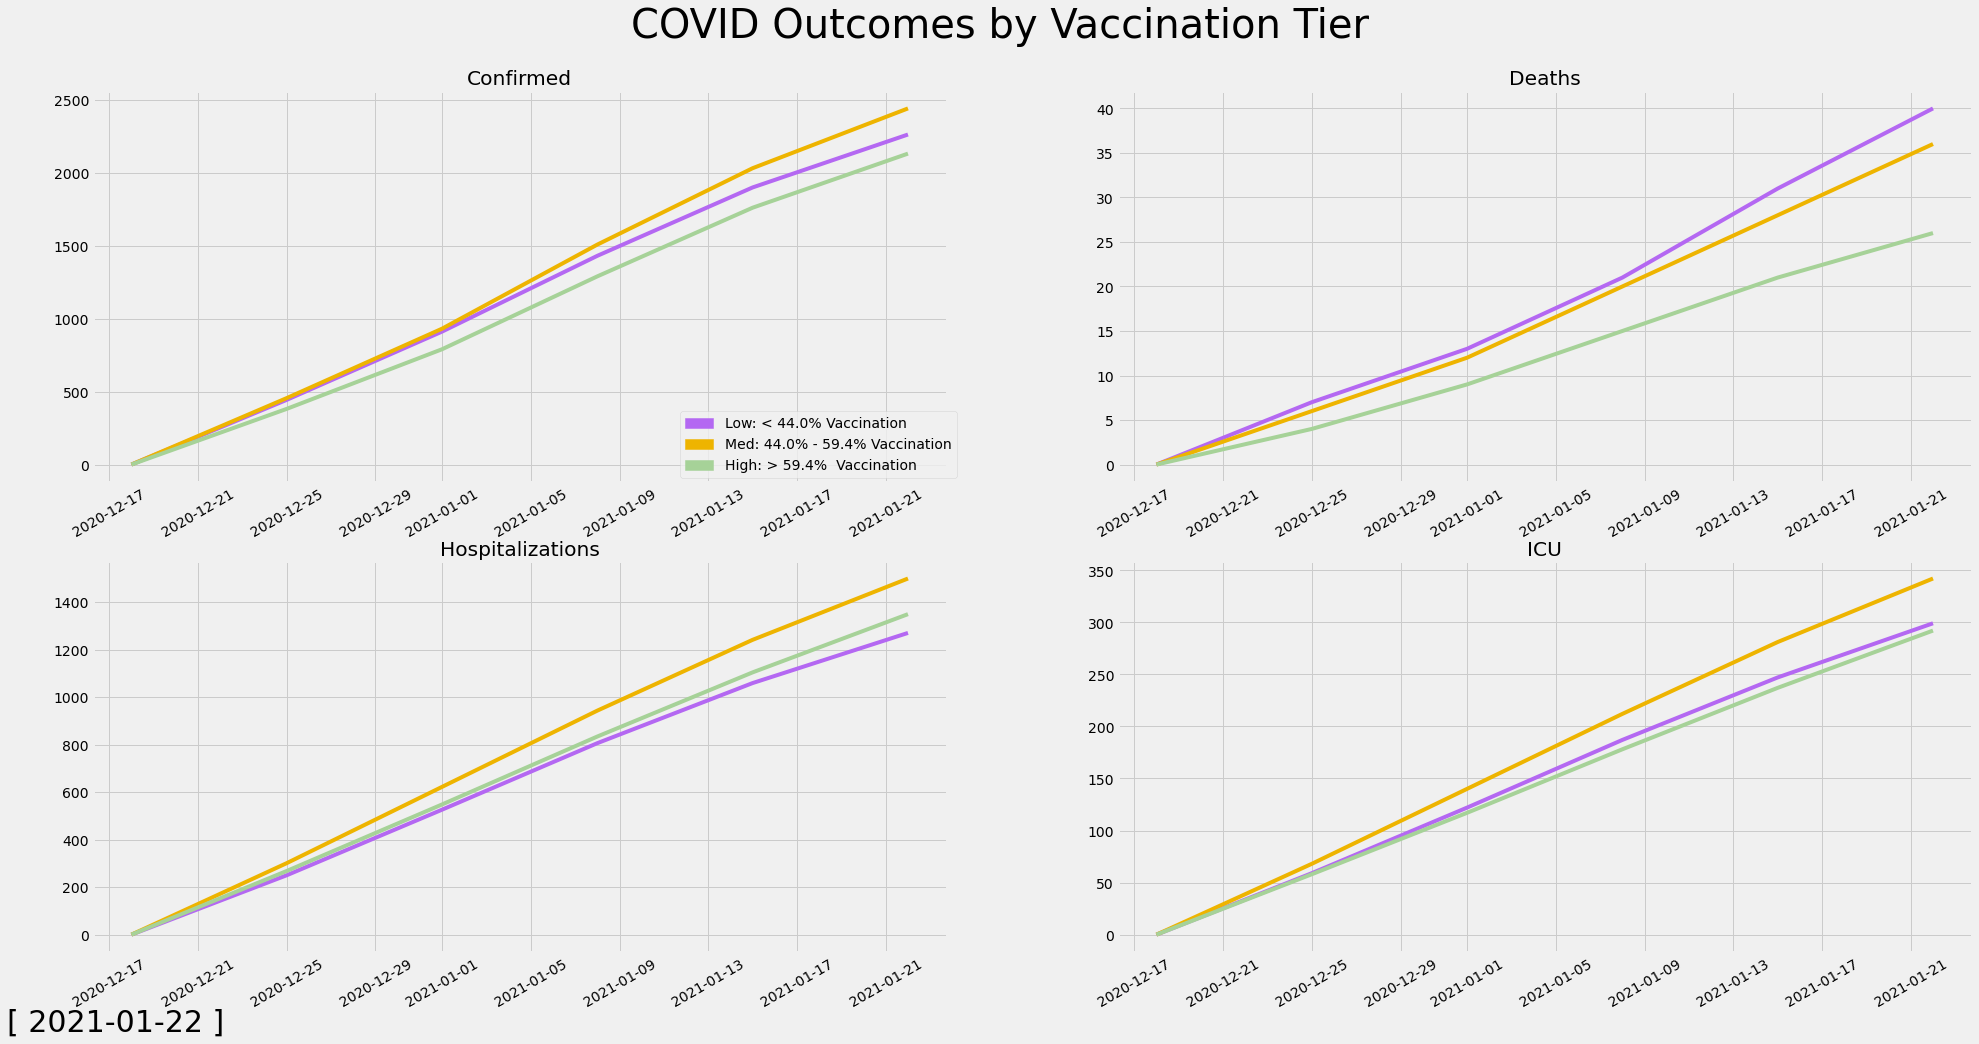 COVID Outcomes by Vaccination Tier
Confirmed
2500
2000
1500
1000
500
0
Low: < 44.0% Vaccination
Med: 44.0% - 59.4% Vaccination
High: > 59.4%  Vaccination
2020-12-17 2020-12-21 2020-12-25 2020-12-29 2021-01-01 2021-01-05 2021-01-09 2021-01-13 2021-01-17 2021-01-21
Deaths
40
35
30
25
20
15
10
5
0
2020-12-17 2020-12-21 2020-12-25 2020-12-29 2021-01-01 2021-01-05 2021-01-09 2021-01-13 2021-01-17 2021-01-21
Hospitalizations
1400
1200
1000
800
600
400
200
0
2020-12-17 2020-12-21 2020-12-25 2020-12-29 2021-01-01 2021-01-05 2021-01-09 2021-01-13 2021-01-17 2021-01-21
ICU
350
300
250
200
150
100
50
0
2020-12-17 2020-12-21 2020-12-25 2020-12-29 2021-01-01 2021-01-05 2021-01-09 2021-01-13 2021-01-17 2021-01-21
[ 2021-01-22 ]